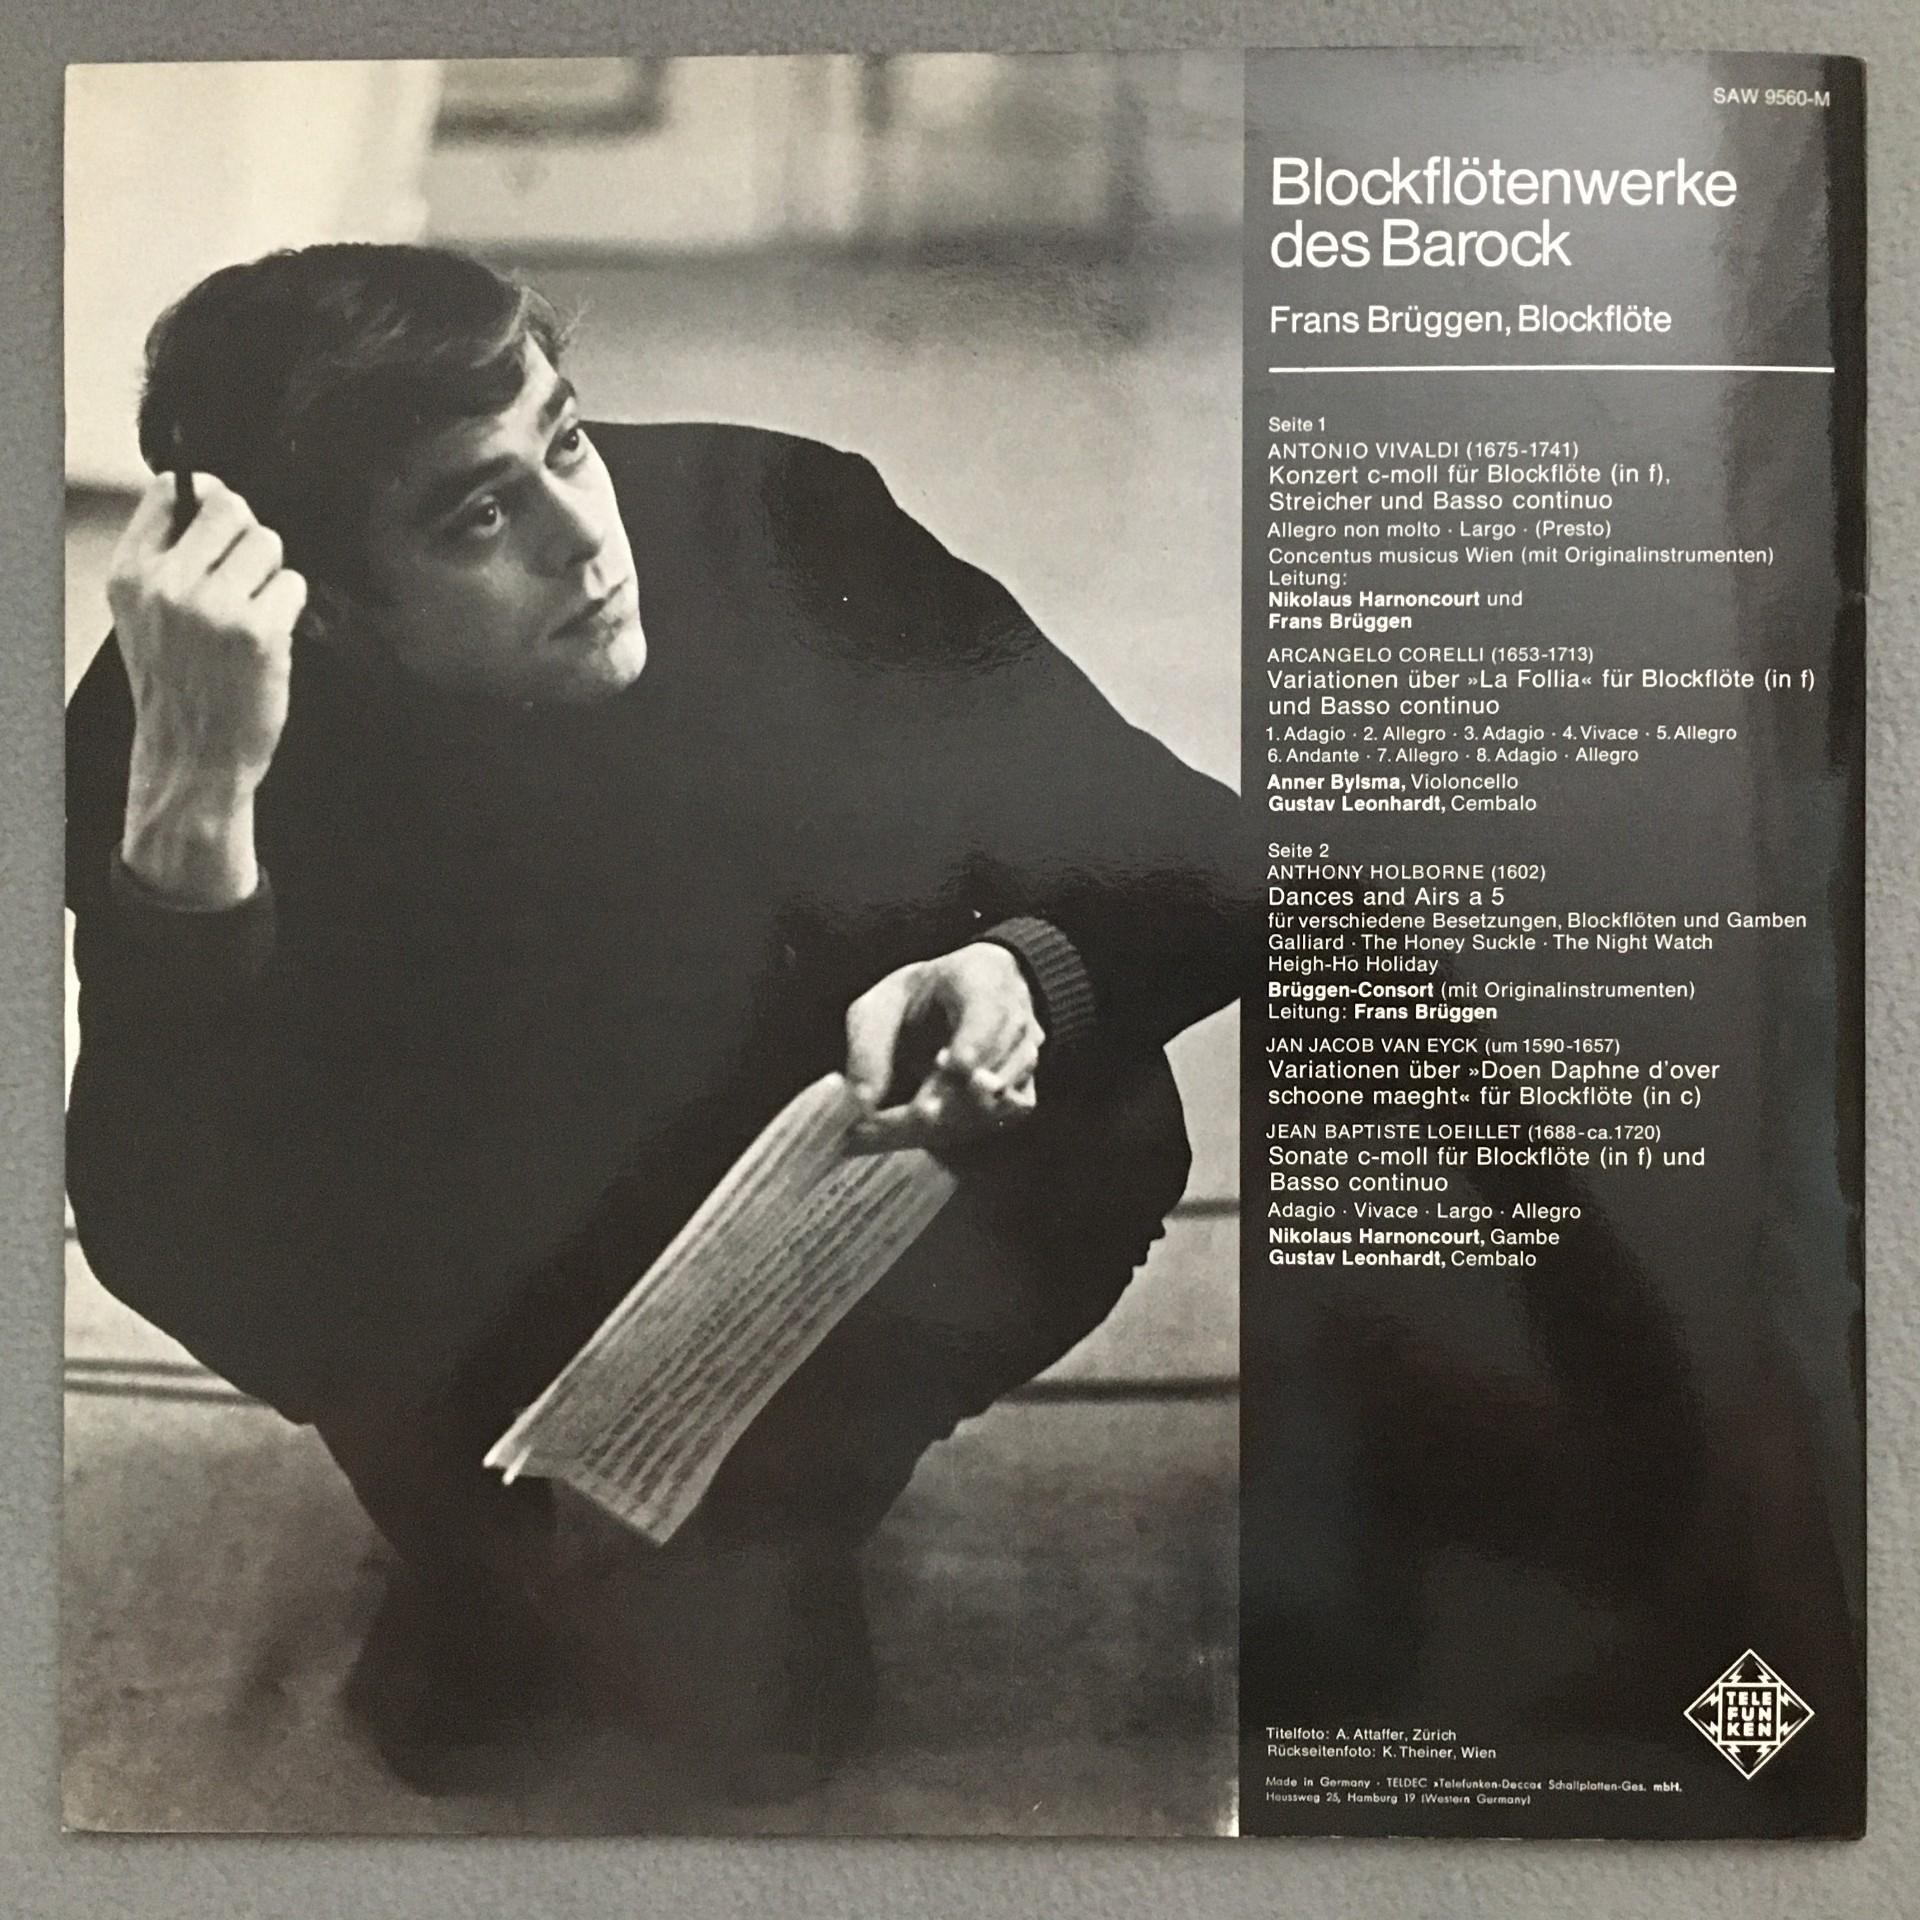 SAW 9560-M
Blockflötenwerke
des Barock
Frans Brüggen, Blockflöte
Seite 1
ANTONIO VIVALDI (1675-1741)
Konzert c-moll für Blockflöte (in f),
Streicher und Basso continuo
Allegro non molto · Largo · (Presto)
Concentus musicus Wien (mit Originalinstrumenten)
Leitung:
Nikolaus Harnoncourt und
Frans Brüggen
ARCANGELO CORELLI (1653-1713)
Variationen über »La Follia« für Blockflöte (in f)
und Basso continuo
1. Adagio · 2. Allegro · 3. Adagio · 4. Vivace · 5. Allegro
6. Andante · 7. Allegro · 8. Adagio · Allegro
Anner Bylsma, Violoncello
Gustav Leonhardt, Cembalo
Seite 2
ANTHONY HOLBORNE (1602)
Dances and Airs a 5
für verschiedene Besetzungen, Blockflöten und Gamben
Galliard · The Honey Suckle · The Night Watch
Heigh-Ho Holiday
Brüggen-Consort (mit Originalinstrumenten)
Leitung: Frans Brüggen
JAN JACOB VAN EYCK (um 1590-1657)
Variationen über »Doen Daphne d'over
schoone maeght« für Blockflöte (in c)
JEAN BAPTISTE LOEILLET (1688-ca.1720)
Sonate c-moll für Blockflöte (in f) und
Basso continuo
Adagio · Vivace · Largo · Allegro
Nikolaus Harnoncourt, Gambe
Gustav Leonhardt, Cembalo
TELE
FUN
KEN
Titelfoto: A. Attaffer, Zürich
Rückseitenfoto: K. Theiner, Wien
Made in Germany · TELDEC »Telefunken-Decca« Schallplatten-Ges. mbH.
Heussweg 25, Hamburg 19 (Western Germany)